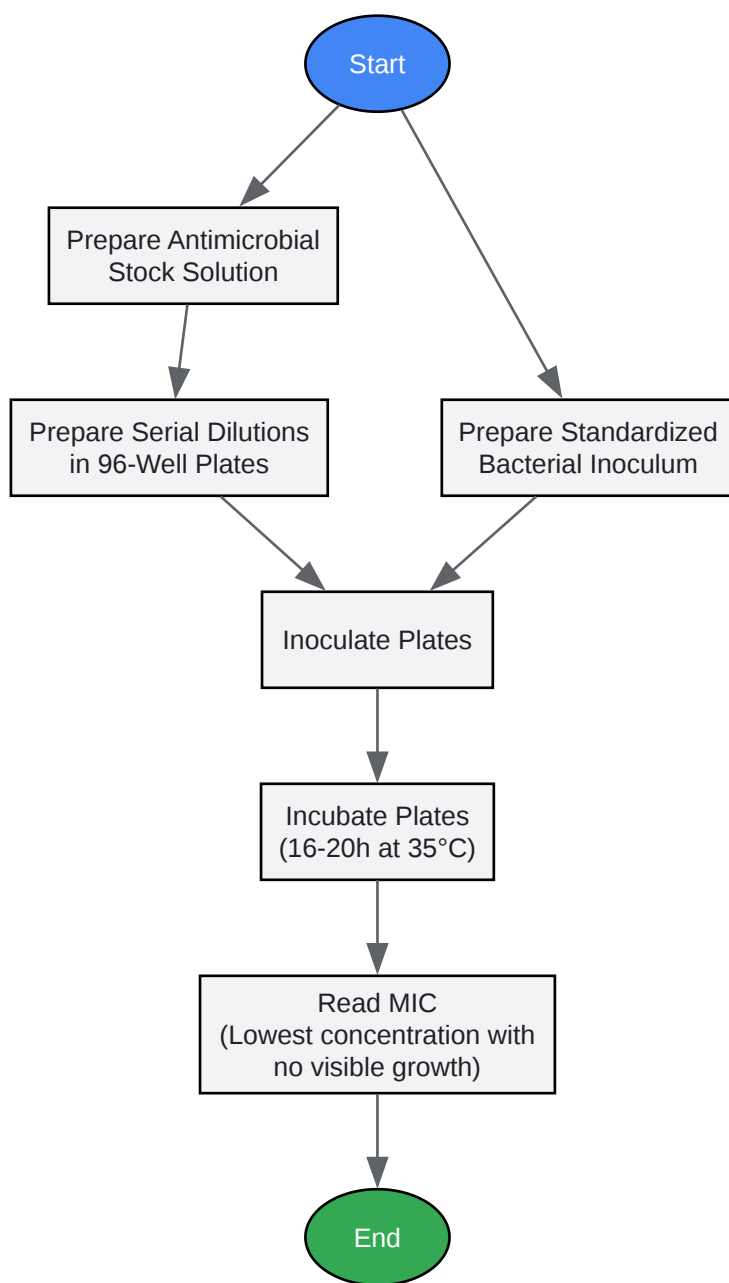 Start
Prepare Antimicrobial
Stock Solution
Prepare Serial Dilutions
in 96-Well Plates
Prepare Standardized
Bacterial Inoculum
Inoculate Plates
Incubate Plates
(16-20h at 35°C)
Read MIC
(Lowest concentration with
no visible growth)
End